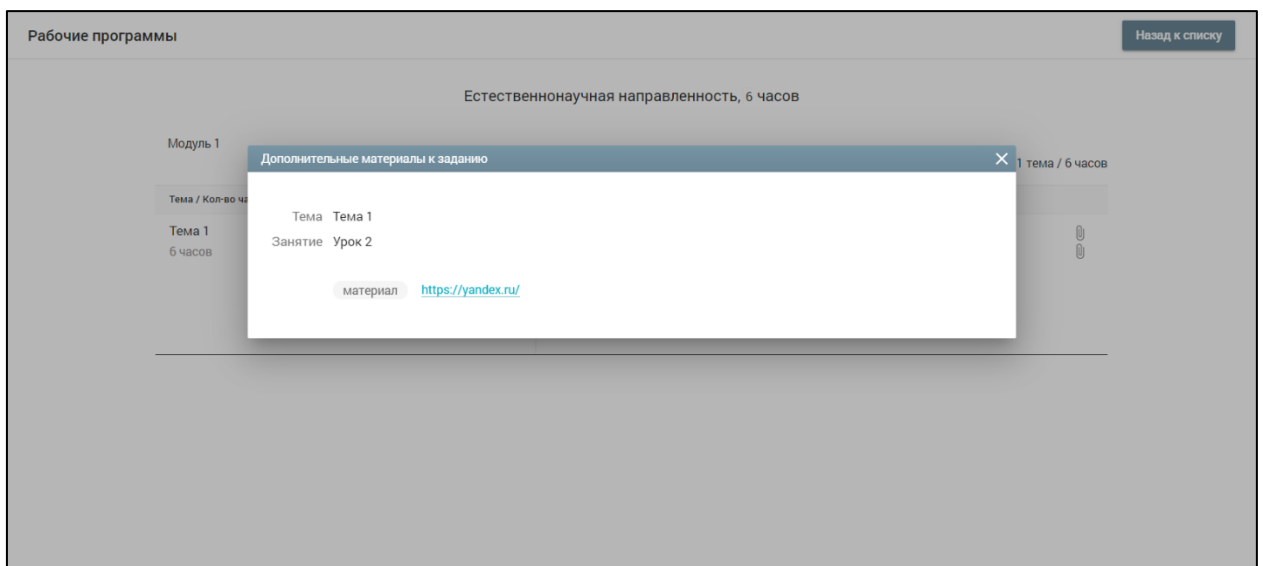 Рабочие программы
Назад к списку
Естественнонаучная направленность, 6 часов
Модуль 1
Дополнительные материалы к заданию
1 тема / 6 часов
Тема / Кол-во ча
Тема Тема 1
Занятие Урок 2
Тема 1
6 часов
материал https://yandex.ru/